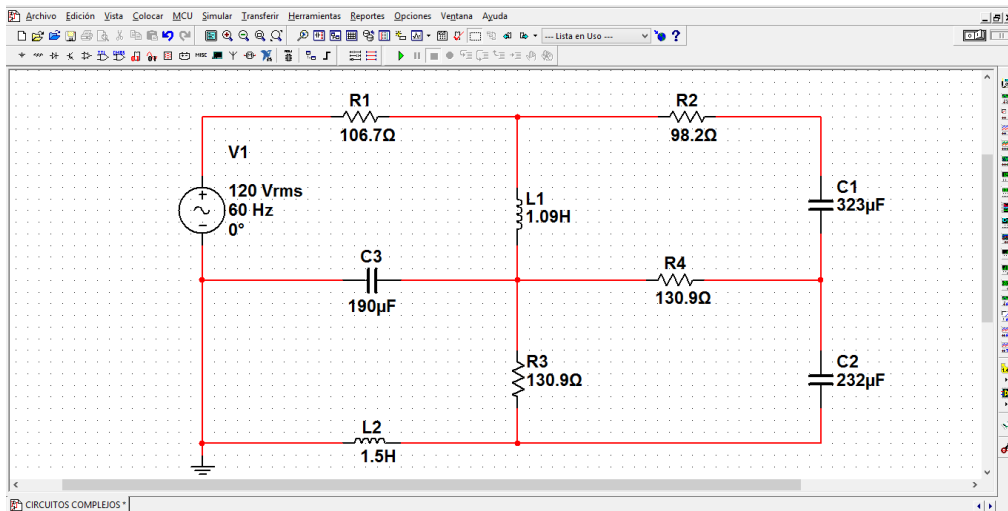 Archivo Edición Vista Colocar MCU Simular Transferir Herramientas Reportes Opciones Ventana Ayuda
--- Lista en Uso ---
MISC
R1
106.7Ω
R2
98.2Ω
V1
120 Vrms
60 Hz
0°
L1
1.09H
C1
323µF
C3
190µF
R4
130.9Ω
R3
130.9Ω
C2
232µF
L2
1.5H
CIRCUITOS COMPLEJOS *